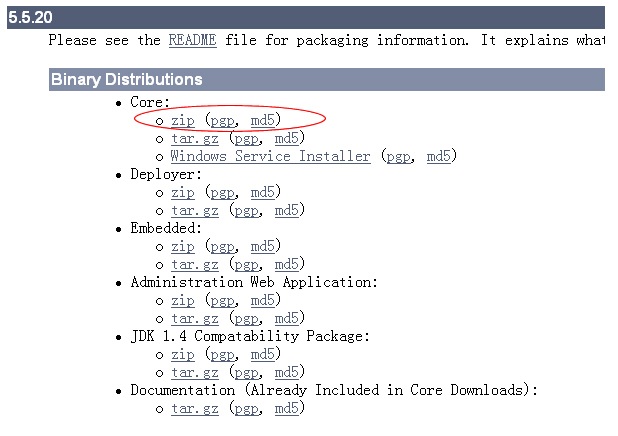 5.5.20
Please see the README file for packaging information. It explains what
Binary Distributions
Core:
zip (pgp, md5)
tar.gz (pgp, md5)
Windows Service Installer (pgp, md5)
Deployer:
zip (pgp, md5)
tar.gz (pgp, md5)
Embedded:
zip (pgp, md5)
tar.gz (pgp, md5)
Administration Web Application:
zip (pgp, md5)
tar.gz (pgp, md5)
JDK 1.4 Compatability Package:
zip (pgp, md5)
tar.gz (pgp, md5)
Documentation (Already Included in Core Downloads):
tar.gz (pgp, md5)